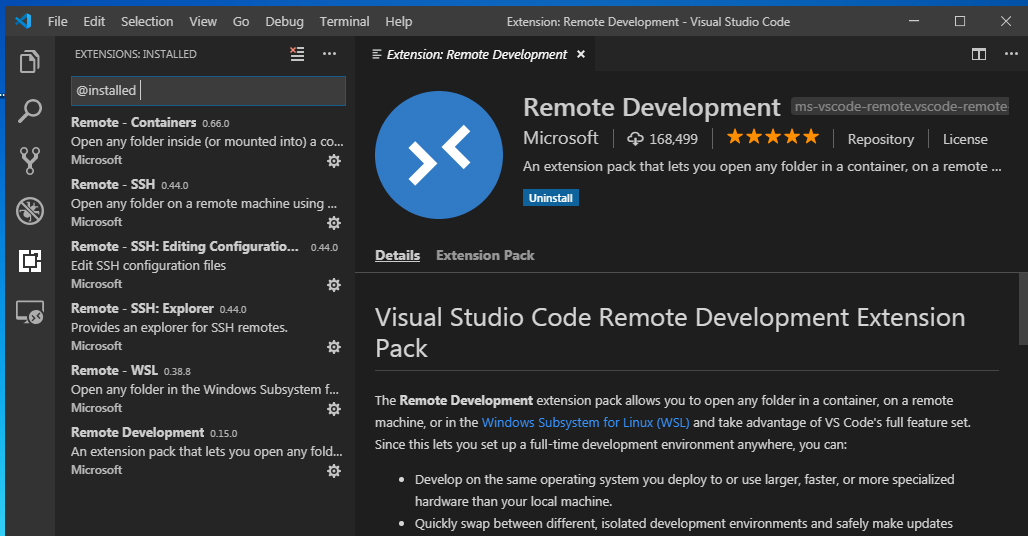 File Edit Selection View Go Debug Terminal Help Extension: Remote Development - Visual Studio Code
EXTENSIONS: INSTALLED
@installed
Remote - Containers 0.66.0
Open any folder inside (or mounted into) a co...
Microsoft
Remote - SSH 0.44.0
Open any folder on a remote machine using ...
Microsoft
Remote - SSH: Editing Configuratio... 0.44.0
Edit SSH configuration files
Microsoft
Remote - SSH: Explorer 0.44.0
Provides an explorer for SSH remotes.
Microsoft
Remote - WSL 0.38.8
Open any folder in the Windows Subsystem f...
Microsoft
Remote Development 0.15.0
An extension pack that lets you open any fold...
Microsoft
Extension: Remote Development
Remote Development ms-vscode-remote.vscode-remote-
Microsoft 168,499 Repository License
An extension pack that lets you open any folder in a container, on a remote ...
Uninstall
Details Extension Pack
Visual Studio Code Remote Development Extension
Pack
The Remote Development extension pack allows you to open any folder in a container, on a remote
machine, or in the Windows Subsystem for Linux (WSL) and take advantage of VS Code's full feature set.
Since this lets you set up a full-time development environment anywhere, you can:
• Develop on the same operating system you deploy to or use larger, faster, or more specialized
hardware than your local machine.
• Quickly swap between different, isolated development environments and safely make updates